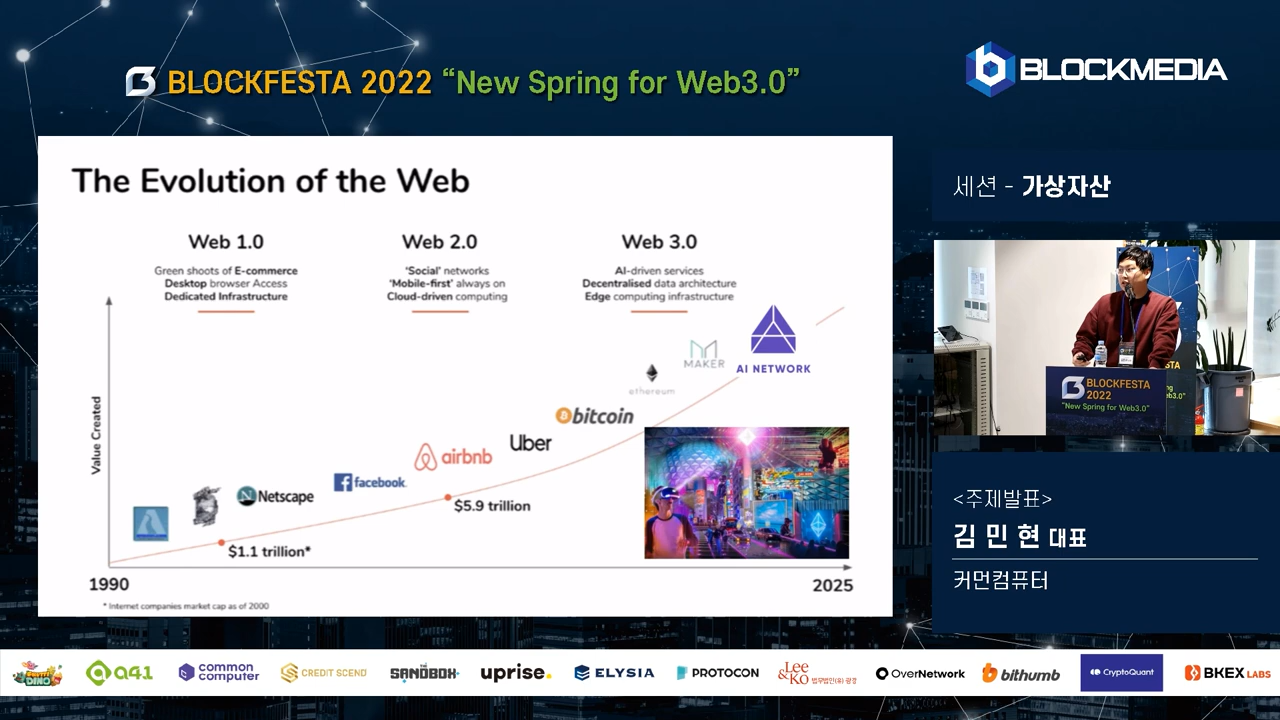 BLOCKFESTA 2022 “New Spring for Web3.0”
BLOCKMEDIA
The Evolution of the Web
Web 1.0
Green shoots of E-commerce
Desktop browser Access
Dedicated Infrastructure
Web 2.0
‘Social’ networks
‘Mobile-first’ always on
Cloud-driven computing
Web 3.0
AI-driven services
Decentralised data architecture
Edge computing infrastructure
MAKER
AI NETWORK
ethereum
bitcoin
Uber
airbnb
facebook.
Netscape
Value Created
$5.9 trillion
$1.1 trillion*
1990
2025
* Internet companies market cap as of 2000
세션 - 가상자산
BLOCKFESTA
2022
“New Spring for Web3.0”
<주제발표>
김 민 현 대표
커먼컴퓨터
DINO
a41
common
computer
CREDIT SCEND
THE
SANDBOX
uprise.
ELYSIA
PROTOCON
Lee
&Ko 법무법인(유) 광장
OverNetwork
bithumb
CryptoQuant
BKEX LABS